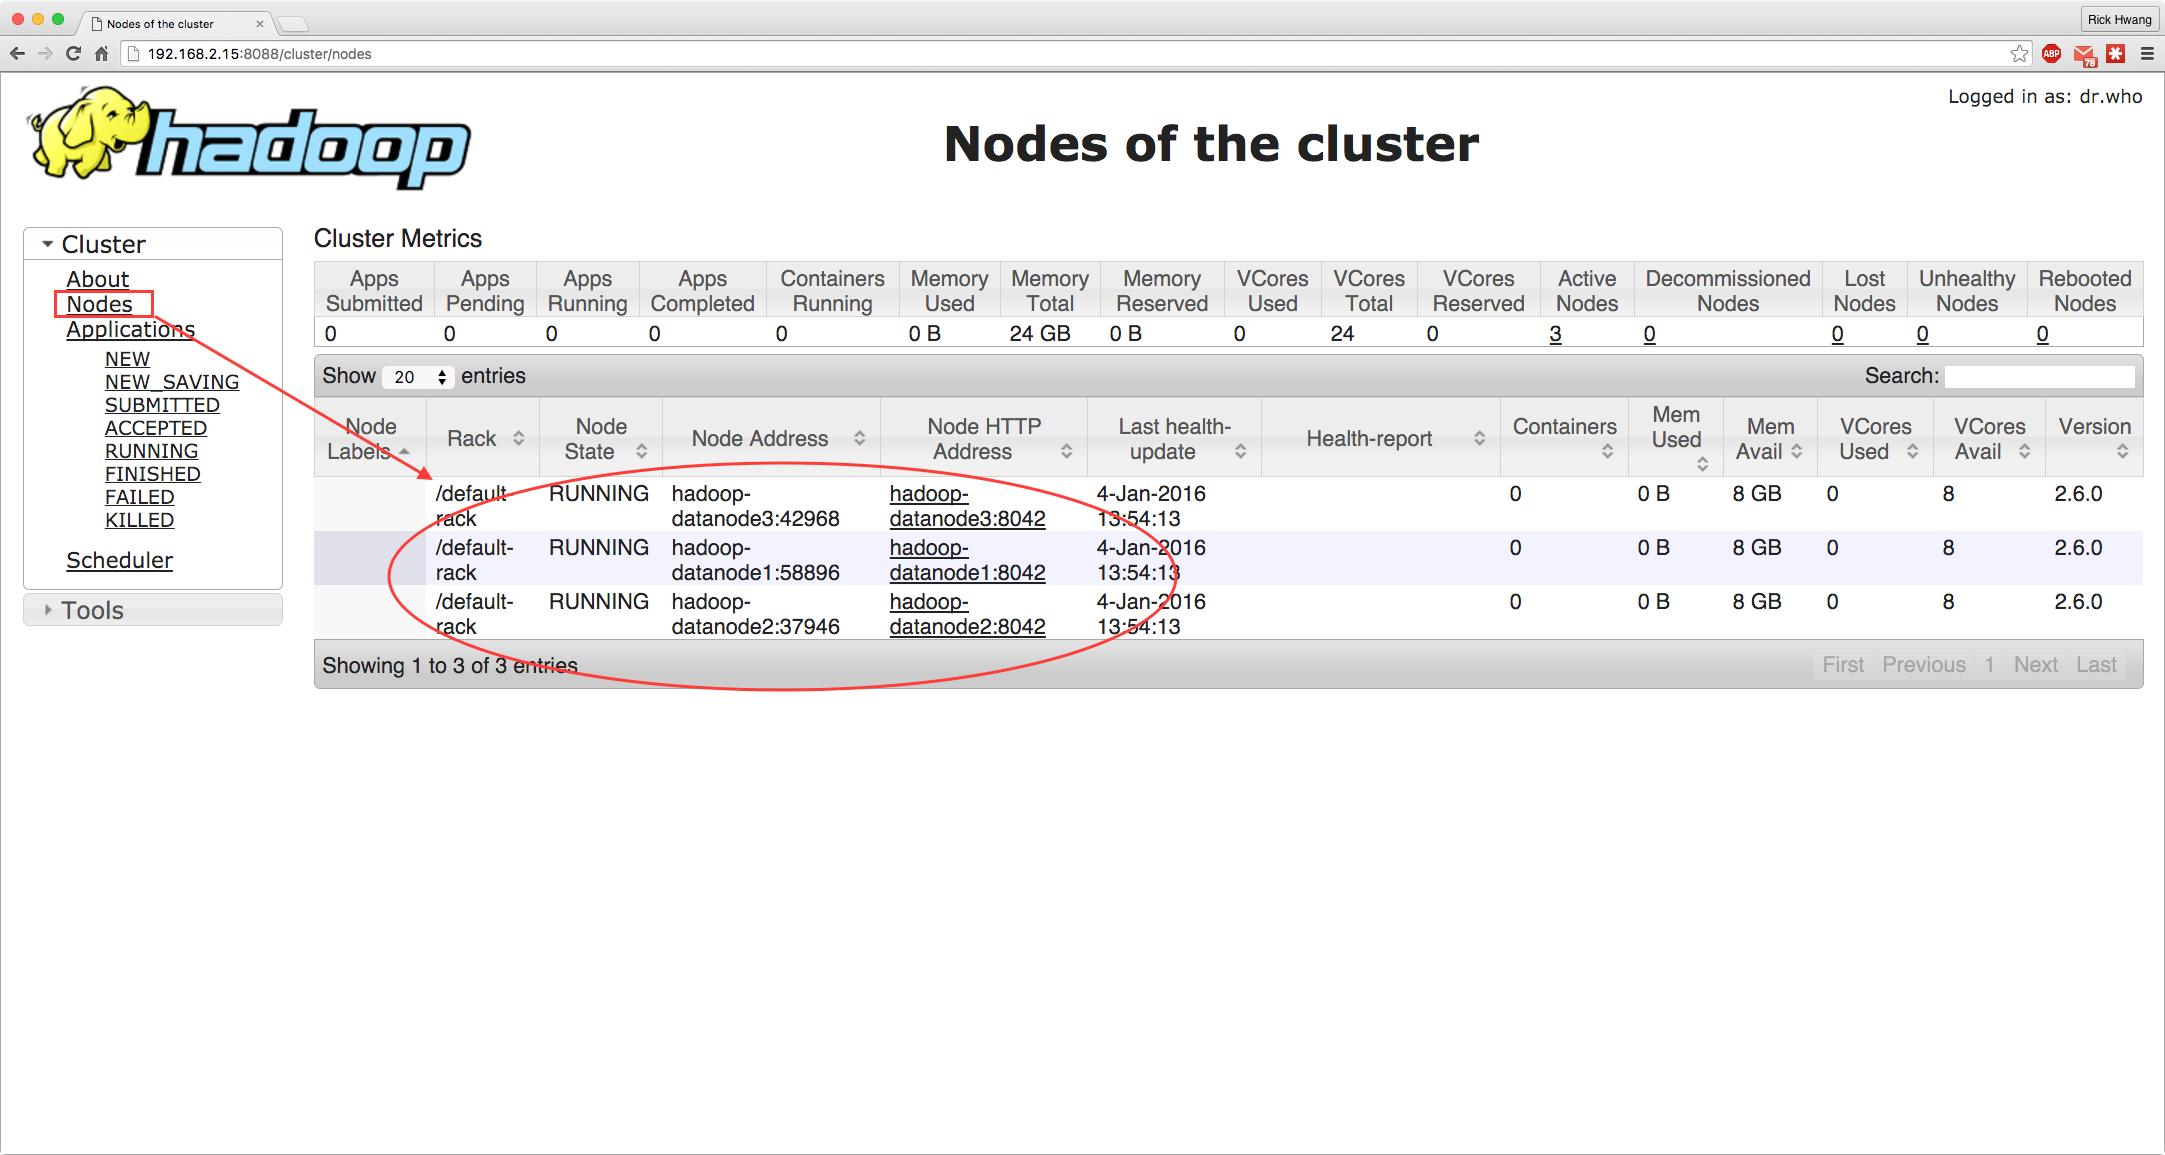 Nodes of the cluster
Rick Hwang
192.168.2.15:8088/cluster/nodes
ABP
78
hadoop
Logged in as: dr.who
Nodes of the cluster
Cluster
About
Nodes
Applications
NEW
NEW_SAVING
SUBMITTED
ACCEPTED
RUNNING
FINISHED
FAILED
KILLED
Scheduler
Tools
Cluster Metrics
Apps Submitted Apps Pending Apps Running Apps Completed Containers Running Memory Used Memory Total Memory Reserved VCores Used VCores Total VCores Reserved Active Nodes Decommissioned Nodes Lost Nodes Unhealthy Nodes Rebooted Nodes
0 0 0 0 0 0 B 24 GB 0 B 0 24 0 3 0 0 0 0
Show 20 entries Search:
Node Labels Rack Node State Node Address Node HTTP Address Last health-update Health-report Containers Mem Used Mem Avail VCores Used VCores Avail Version
/default- RUNNING hadoop- hadoop- 4-Jan-2016 0 0 B 8 GB 0 8 2.6.0
rack datanode3:42968 datanode3:8042 13:54:13
/default- RUNNING hadoop- hadoop- 4-Jan-2016 0 0 B 8 GB 0 8 2.6.0
rack datanode1:58896 datanode1:8042 13:54:13
/default- RUNNING hadoop- hadoop- 4-Jan-2016 0 0 B 8 GB 0 8 2.6.0
rack datanode2:37946 datanode2:8042 13:54:13
Showing 1 to 3 of 3 entries First Previous 1 Next Last